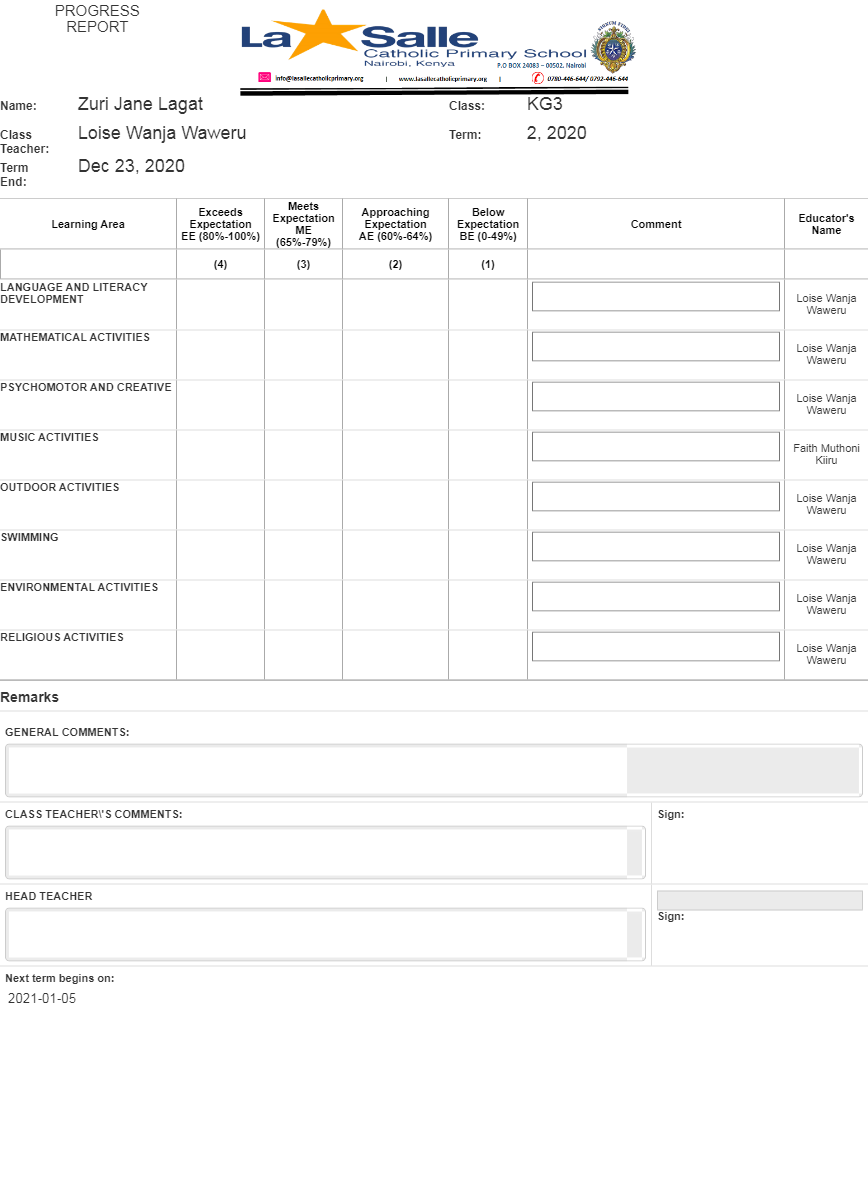 PROGRESS
REPORT
La Salle
Catholic Primary School
Nairobi, Kenya
P.O BOX 24083 – 00502, Nairobi
info@lasallecatholicprimary.org | www.lasallecatholicprimary.org | 0780-446-644/ 0792-446-644
Name: Zuri Jane Lagat Class: KG3
Class Teacher: Loise Wanja Waweru Term: 2, 2020
Term End: Dec 23, 2020
Learning Area Exceeds Expectation EE (80%-100%) Meets Expectation ME (65%-79%) Approaching Expectation AE (60%-64%) Below Expectation BE (0-49%) Comment Educator's Name
(4) (3) (2) (1)
LANGUAGE AND LITERACY DEVELOPMENT Loise Wanja Waweru
MATHEMATICAL ACTIVITIES Loise Wanja Waweru
PSYCHOMOTOR AND CREATIVE Loise Wanja Waweru
MUSIC ACTIVITIES Faith Muthoni Kiiru
OUTDOOR ACTIVITIES Loise Wanja Waweru
SWIMMING Loise Wanja Waweru
ENVIRONMENTAL ACTIVITIES Loise Wanja Waweru
RELIGIOUS ACTIVITIES Loise Wanja Waweru
Remarks
GENERAL COMMENTS:
CLASS TEACHER\'S COMMENTS: Sign:
HEAD TEACHER Sign:
Next term begins on:
2021-01-05